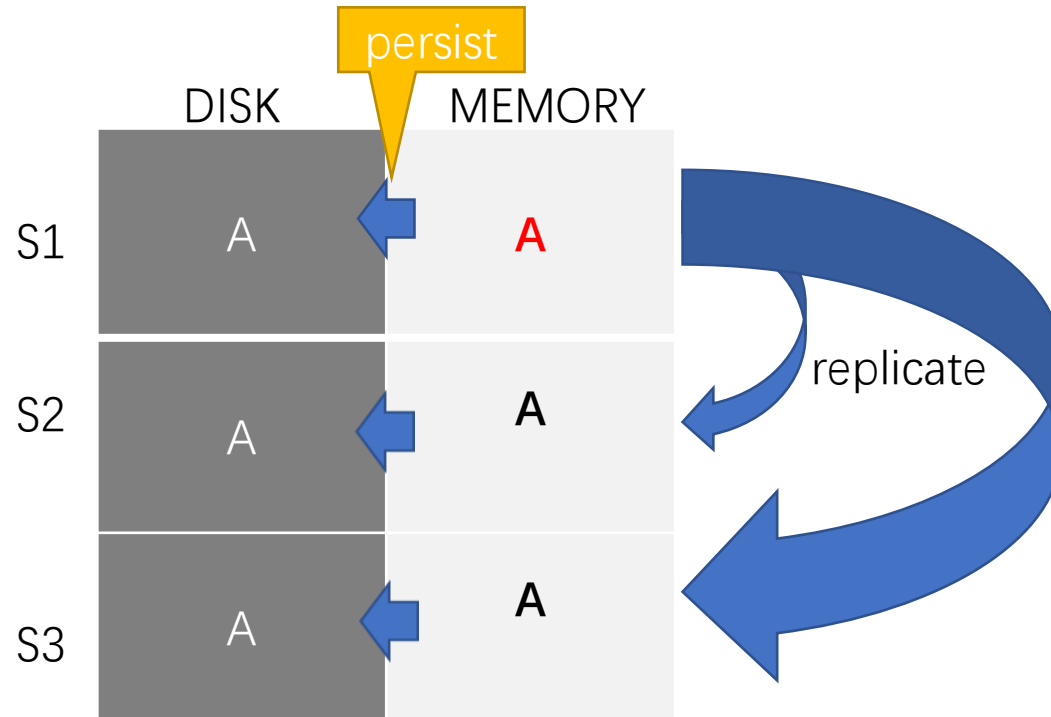 persist
DISK MEMORY
S1 A A
replicate
S2 A A
S3 A A